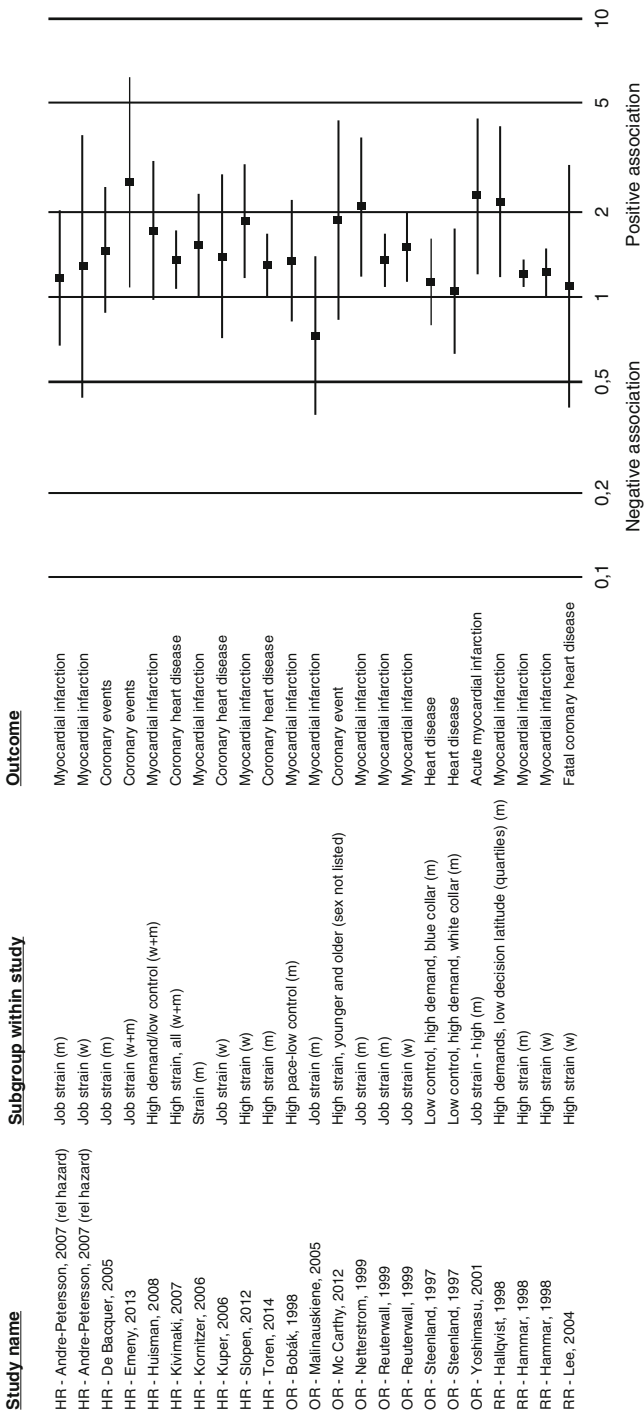 Study name Subgroup within study Outcome
HR - Andre-Petersson, 2007 (rel hazard) Job strain (m) Myocardial infarction
HR - Andre-Petersson, 2007 (rel hazard) Job strain (w) Myocardial infarction
HR - De Bacquer, 2005 Job strain (m) Coronary events
HR - Emeny, 2013 Job strain (w+m) Coronary events
HR - Huisman, 2008 High demand/low control (w+m) Myocardial infarction
HR - Kivimaki, 2007 High strain, all (w+m) Coronary heart disease
HR - Kornitzer, 2006 Strain (m) Myocardial infarction
HR - Kuper, 2006 Job strain (w) Coronary heart disease
HR - Slopen, 2012 High strain (w) Myocardial infarction
HR - Toren, 2014 High strain (m) Coronary heart disease
OR - Bobák, 1998 High pace-low control (m) Myocardial infarction
OR - Malinauskiene, 2005 Job strain (m) Myocardial infarction
OR - Mc Carthy, 2012 High strain, younger and older (sex not listed) Coronary event
OR - Netterstrom, 1999 Job strain (m) Myocardial infarction
OR - Reuterwall, 1999 Job strain (m) Myocardial infarction
OR - Reuterwall, 1999 Job strain (w) Myocardial infarction
OR - Steenland, 1997 Low control, high demand, blue collar (m) Heart disease
OR - Steenland, 1997 Low control, high demand, white collar (m) Heart disease
OR - Yoshimasu, 2001 Job strain - high (m) Acute myocardial infarction
RR - Hallqvist, 1998 High demands, low decision latitude (quartiles) (m) Myocardial infarction
RR - Hammar, 1998 High strain (m) Myocardial infarction
RR - Hammar, 1998 High strain (w) Myocardial infarction
RR - Lee, 2004 High strain (w) Fatal coronary heart disease
0,1 0,2 0,5 1 2 5 10
Negative association Positive association